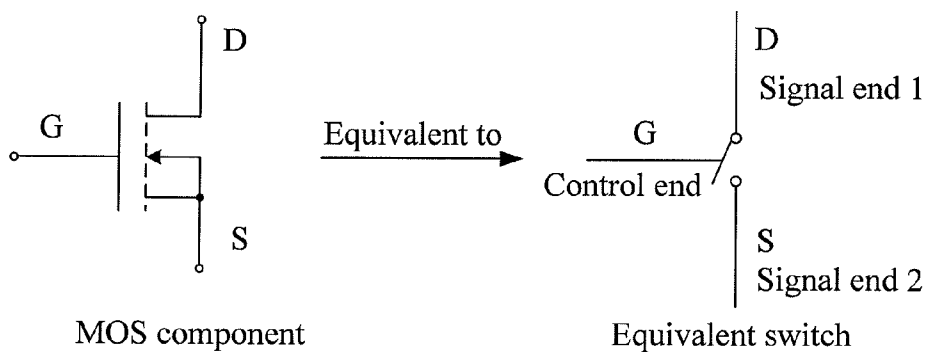 D
G
S
MOS component
Equivalent to
D
Signal end 1
G
Control end
S
Signal end 2
Equivalent switch